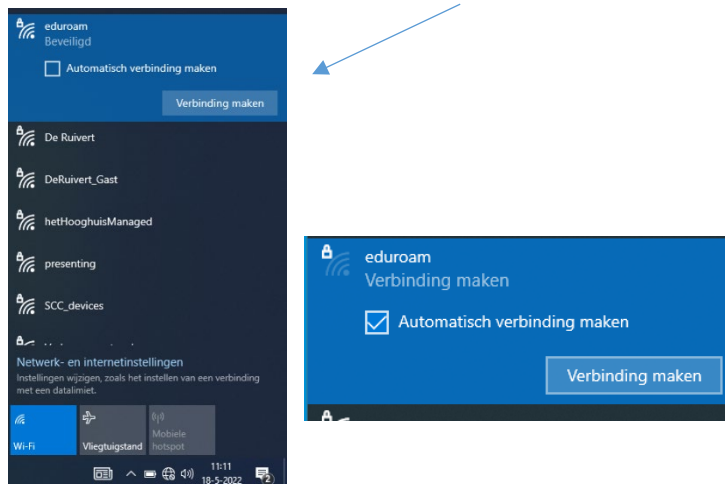 eduroam
Beveiligd
Automatisch verbinding maken
Verbinding maken
De Ruivert
DeRuivert_Gast
hetHooghuisManaged
presenting
SCC_devices
Netwerk- en internetinstellingen
Instellingen wijzigen, zoals het instellen van een verbinding
met een datalimiet.
Wi-Fi
Vliegtuigstand
Mobiele
hotspot
11:11
18-5-2022
2
eduroam
Verbinding maken
Automatisch verbinding maken
Verbinding maken